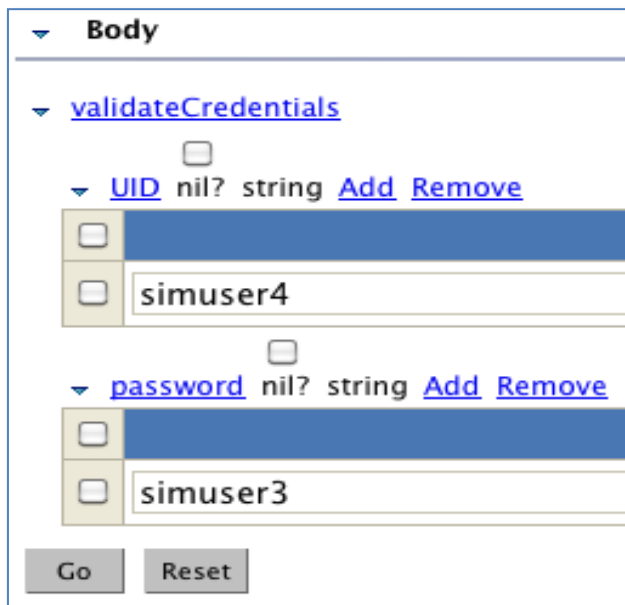 Body
validateCredentials
UID nil? string Add Remove
simuser4
password nil? string Add Remove
simuser3
Go Reset